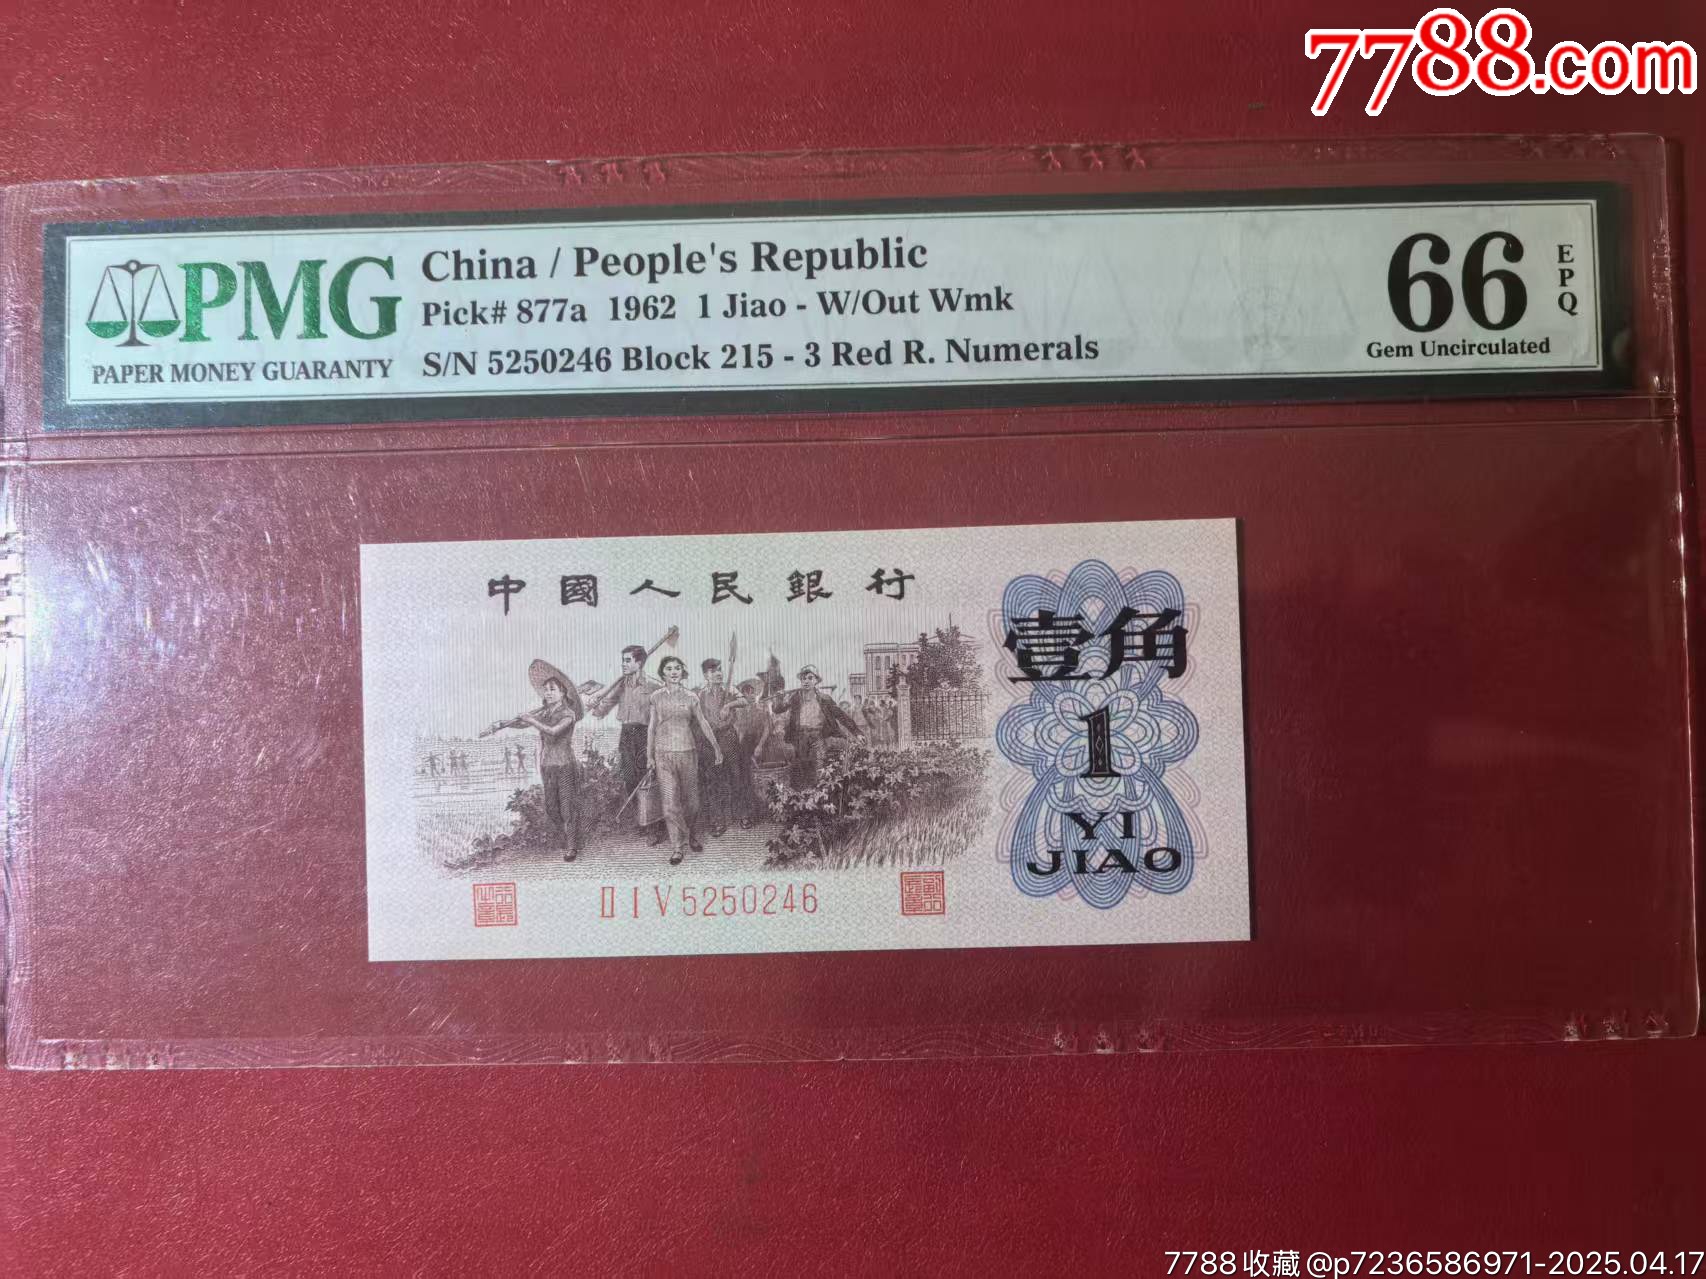 7788.com
PMG
PAPER MONEY GUARANTY
China / People's Republic
Pick# 877a 1962 1 Jiao - W/Out Wmk
S/N 5250246 Block 215 - 3 Red R. Numerals
66
EPQ
Gem Uncirculated
中國人民銀行
壹角
1
YI
JIAO
II I V 5250246
7788收藏@p7236586971-2025.04.17